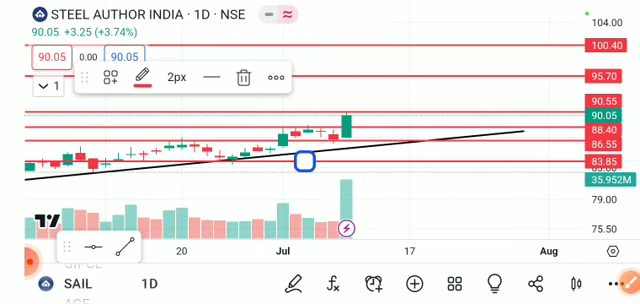 STEEL AUTHOR INDIA · 1D · NSE
90.05 +3.25 (+3.74%)
90.05 0.00 90.05
2px
1
104.00
100.40
95.70
90.55
90.05
88.40
86.55
83.85
35.952M
79.00
75.50
20 Jul 17 Aug
SAIL 1D